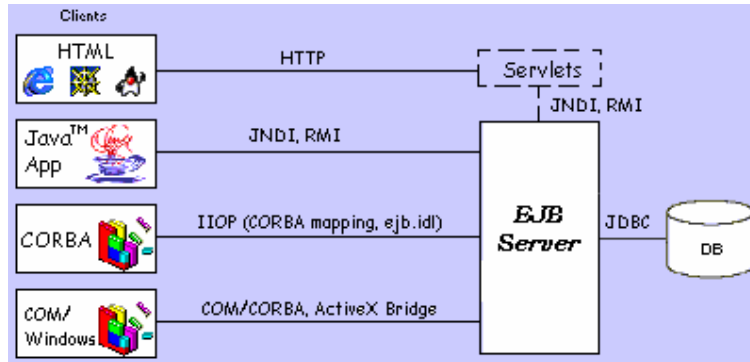 Clients
HTML
HTTP
Servlets
JNDI, RMI
Java™
App
JNDI, RMI
CORBA
IIOP (CORBA mapping, ejb.idl)
EJB
Server
JDBC
DB
COM/
Windows
COM/CORBA, ActiveX Bridge